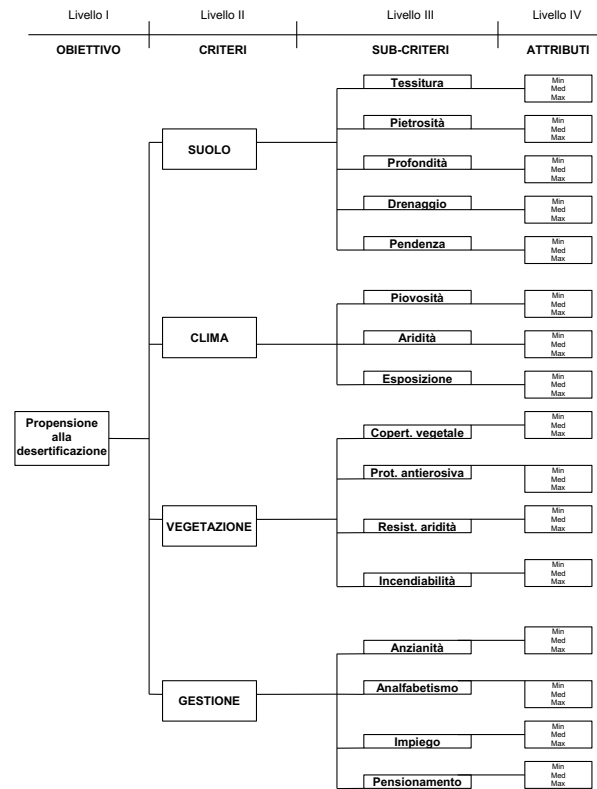 Livello I
Livello II
Livello III
Livello IV
OBIETTIVO
CRITERI
SUB-CRITERI
ATTRIBUTI
Propensione
alla
desertificazione
SUOLO
Tessitura
Min
Med
Max
Pietrosità
Min
Med
Max
Profondità
Min
Med
Max
Drenaggio
Min
Med
Max
Pendenza
Min
Med
Max
CLIMA
Piovosità
Min
Med
Max
Aridità
Min
Med
Max
Esposizione
Min
Med
Max
VEGETAZIONE
Copert. vegetale
Min
Med
Max
Prot. antierosiva
Min
Med
Max
Resist. aridità
Min
Med
Max
Incendiabilità
Min
Med
Max
GESTIONE
Anzianità
Min
Med
Max
Analfabetismo
Min
Med
Max
Impiego
Min
Med
Max
Pensionamento
Min
Med
Max